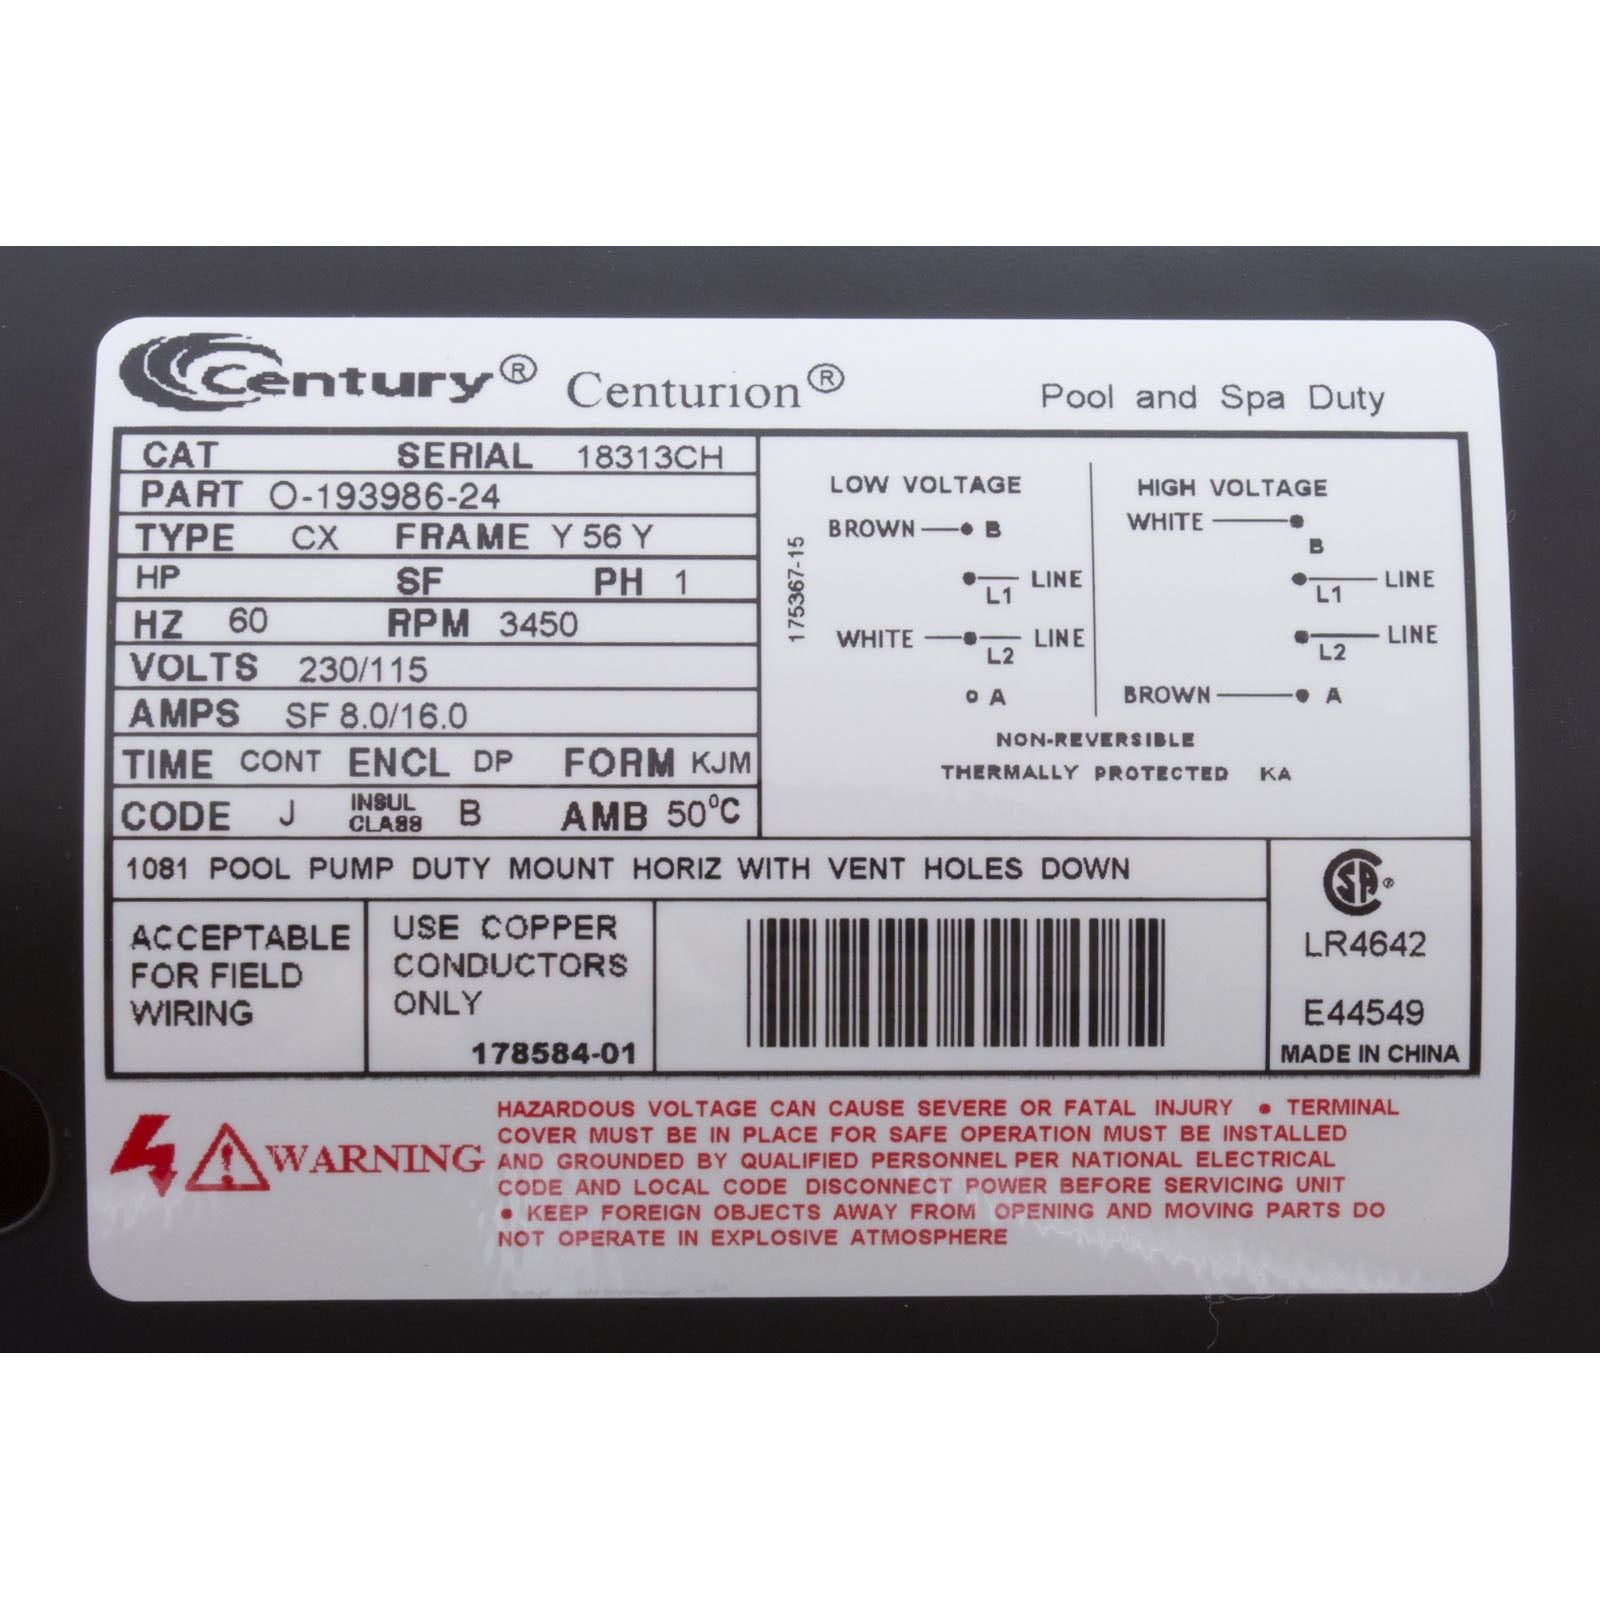 Century® Centurion® Pool and Spa Duty
CAT SERIAL 18313CH
PART O-193986-24
TYPE CX FRAME Y 56 Y
HP SF PH 1
HZ 60 RPM 3450
VOLTS 230/115
AMPS SF 8.0/16.0
TIME CONT ENCL DP FORM KJM
CODE J INSUL CLASS B AMB 50°C
175367-15
LOW VOLTAGE
BROWN B
L1 LINE
WHITE L2 LINE
A
HIGH VOLTAGE
WHITE B
L1 LINE
L2 LINE
BROWN A
NON-REVERSIBLE
THERMALLY PROTECTED KA
1081 POOL PUMP DUTY MOUNT HORIZ WITH VENT HOLES DOWN
ACCEPTABLE
FOR FIELD
WIRING
USE COPPER
CONDUCTORS
ONLY
178584-01
SA®
LR4642
E44549
MADE IN CHINA
WARNING
HAZARDOUS VOLTAGE CAN CAUSE SEVERE OR FATAL INJURY • TERMINAL
COVER MUST BE IN PLACE FOR SAFE OPERATION MUST BE INSTALLED
AND GROUNDED BY QUALIFIED PERSONNEL PER NATIONAL ELECTRICAL
CODE AND LOCAL CODE DISCONNECT POWER BEFORE SERVICING UNIT
• KEEP FOREIGN OBJECTS AWAY FROM OPENING AND MOVING PARTS DO
NOT OPERATE IN EXPLOSIVE ATMOSPHERE